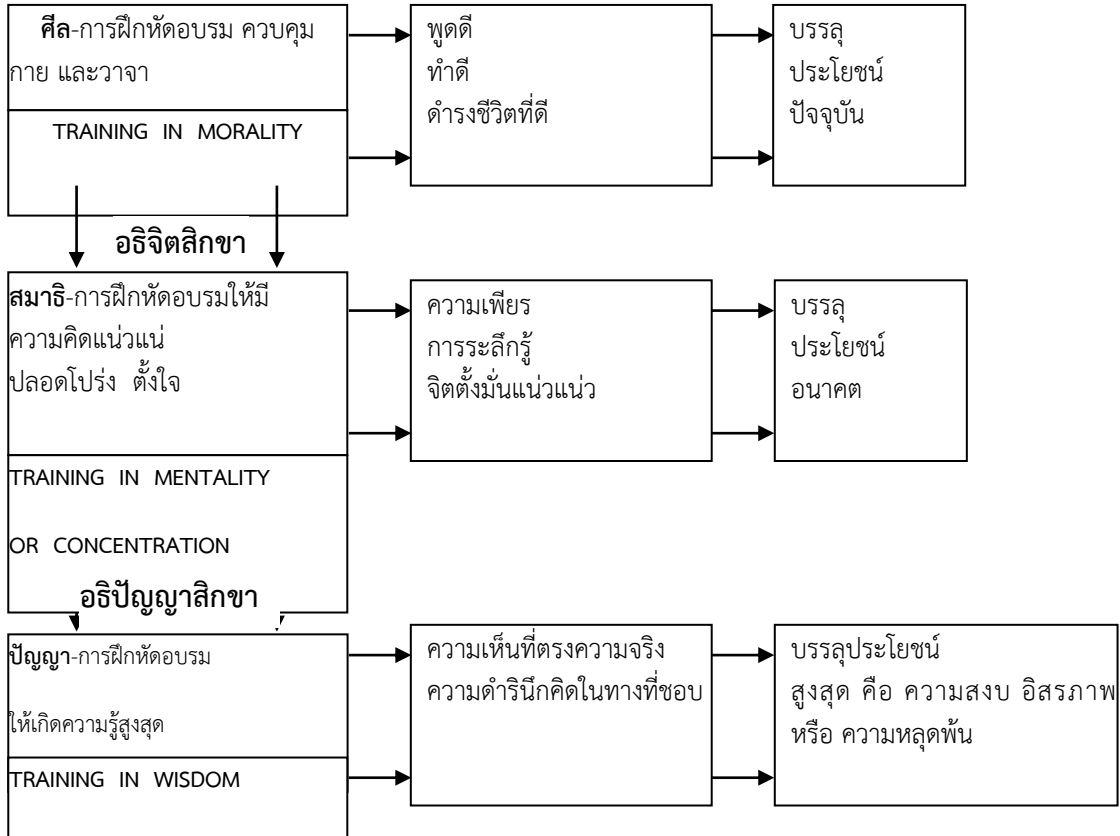 ศีล-การฝึกหัดอบรม ควบคุม
กาย และวาจา
TRAINING IN MORALITY
พูดดี
ทำดี
ดำรงชีวิตที่ดี
บรรลุ
ประโยชน์
ปัจจุบัน
อธิจิตสิกขา
สมาธิ-การฝึกหัดอบรมให้มี
ความคิดแน่วแน่
ปลอดโปร่ง ตั้งใจ
TRAINING IN MENTALITY
OR CONCENTRATION
ความเพียร
การระลึกรู้
จิตตั้งมั่นแน่วแน่ว
บรรลุ
ประโยชน์
อนาคต
อธิปัญญาสิกขา
ปัญญา-การฝึกหัดอบรม
ให้เกิดความรู้สูงสุด
TRAINING IN WISDOM
ความเห็นที่ตรงความจริง
ความดำรินึกคิดในทางที่ชอบ
บรรลุประโยชน์
สูงสุด คือ ความสงบ อิสรภาพ
หรือ ความหลุดพ้น